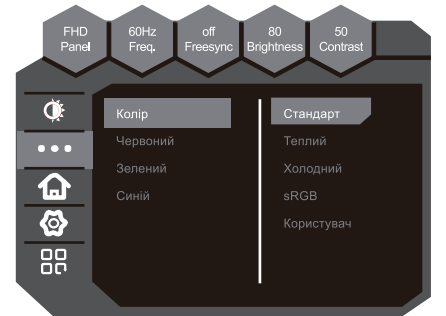 FHD
Panel
60Hz
Freq.
off
Freesync
80
Brightness
50
Contrast
Колір
Червоний
Зелений
Синій
Стандарт
Теплий
Холодний
sRGB
Користувач